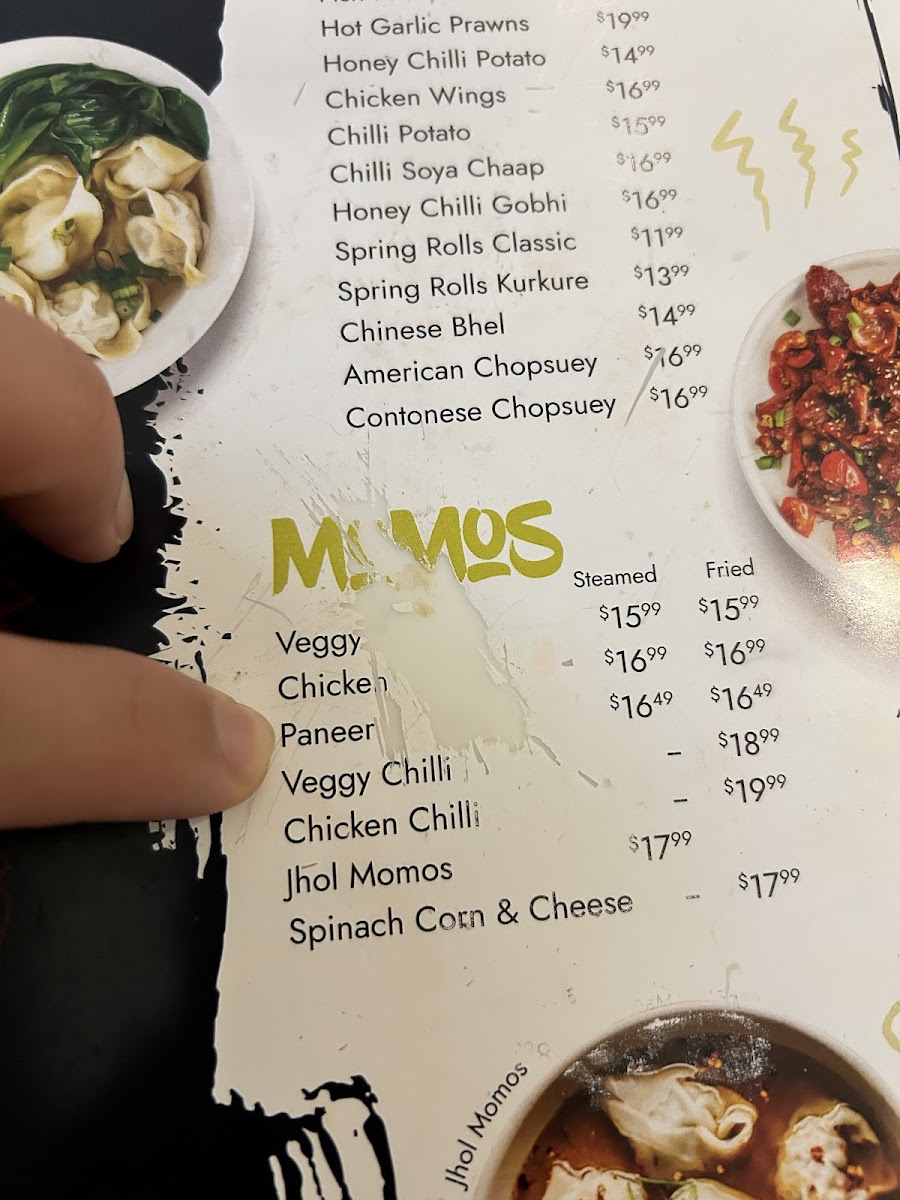 Hot Garlic Prawns $19.99
Honey Chilli Potato $14.99
Chicken Wings $16.99
Chilli Potato $15.99
Chilli Soya Chaap $16.99
Honey Chilli Gobhi $16.99
Spring Rolls Classic $11.99
Spring Rolls Kurkure $13.99
Chinese Bhel $14.99
American Chopsuey $16.99
Contonese Chopsuey $16.99
MOMOS
Steamed Fried
Veggy $15.99 $15.99
Chicken $16.99 $16.99
Paneer $16.49 $16.49
Veggy Chilli – $18.99
Chicken Chilli – $19.99
Jhol Momos $17.99
Spinach Corn & Cheese – $17.99
Jhol Momos